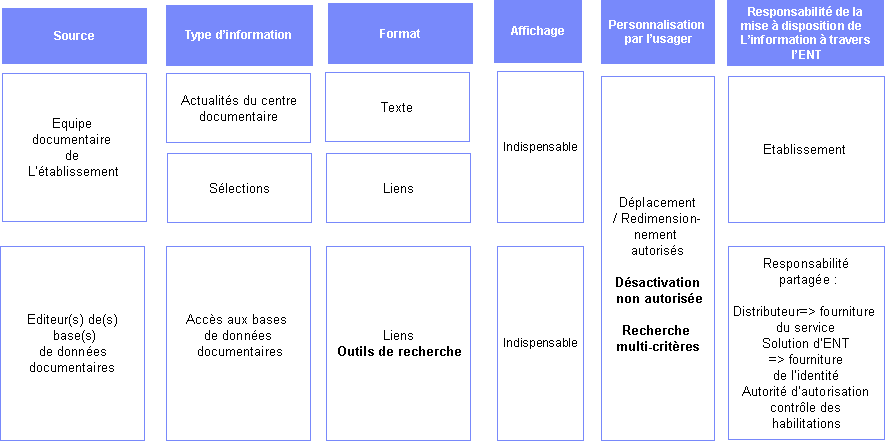 Source
Type d'information
Format
Affichage
Personnalisation
par l'usager
Responsabilité de la
mise à disposition de
L'information à travers
l'ENT
Equipe
documentaire
de
L'établissement
Actualités du centre
documentaire
Texte
Sélections
Liens
Indispensable
Déplacement
/ Redimension-
nement
autorisés
Désactivation
non autorisée
Recherche
multi-critères
Etablissement
Editeur(s) de(s)
base(s)
de données
documentaires
Accès aux bases
de données
documentaires
Liens
Outils de recherche
Indispensable
Responsabilité
partagée :
Distributeur=> fourniture
du service
Solution d'ENT
=> fourniture
de l'identité
Autorité d'autorisation
contrôle des
habilitations